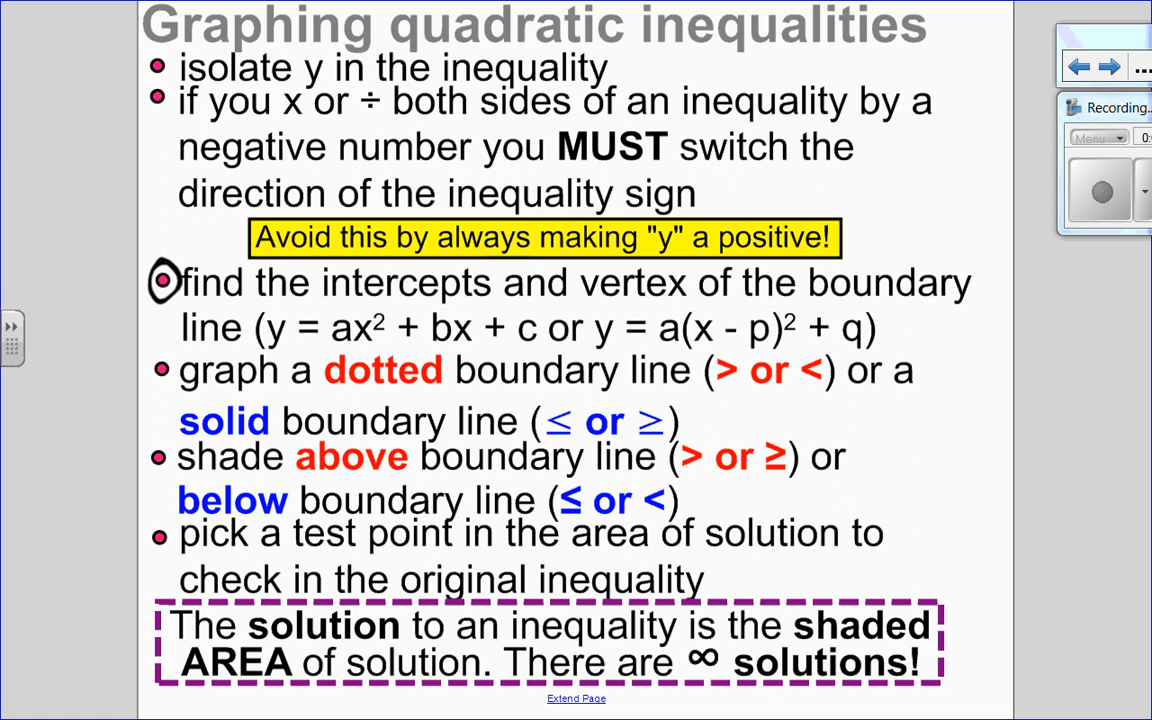 Graphing quadratic inequalities
isolate y in the inequality
if you x or ÷ both sides of an inequality by a
negative number you MUST switch the
direction of the inequality sign
Avoid this by always making "y" a positive!
find the intercepts and vertex of the boundary
line (y = ax² + bx + c or y = a(x - p)² + q)
graph a dotted boundary line (> or <) or a
solid boundary line (≤ or ≥)
shade above boundary line (> or ≥) or
below boundary line (≤ or <)
pick a test point in the area of solution to
check in the original inequality
The solution to an inequality is the shaded
AREA of solution. There are ∞ solutions!
Extend Page
...
Recording...
Menu
0: